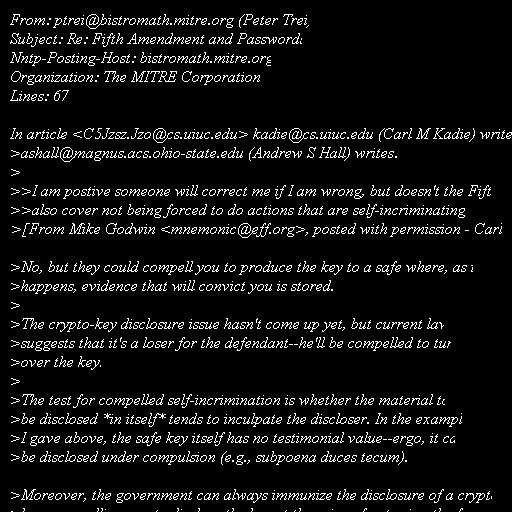 From: ptrei@bistromath.mitre.org (Peter Trei
Subject: Re: Fifth Amendment and
Nntp-Posting-Host: bistromath.mitre.org
Organization: The MITRE Corporation
Lines: 67
In article <C5Jzsz.Jzo@cs.uiuc.edu> kadie@cs.uiuc.edu (Carl M Kadie) write
>ashall@magnus.acs.ohio-state.edu (Andrew S Hall) writes.
>
>>I am postive someone will correct me if I am wrong, but doesn't the Fift
>>also cover not being forced to do actions that are self-incriminating
>[From Mike Godwin <mnemonic@eff.org>, posted with permission - Carl
>No, but they could compell you to produce the key to a safe where, as
>happens, evidence that will convict you is stored.
>
>The crypto-key disclosure issue hasn't come up yet, but current
>suggests that it's a loser for the defendant--he'll be compelled to
>over the key.
>
>The test for compelled self-incrimination is whether the material
>be disclosed *in itself* tends to inculpate the discloser. In the
>I gave above, the safe key itself has no testimonial value--ergo, it
>be disclosed under compulsion (e.g., subpoena duces tecum).
>Moreover, the government can always immunize the disclosure of a